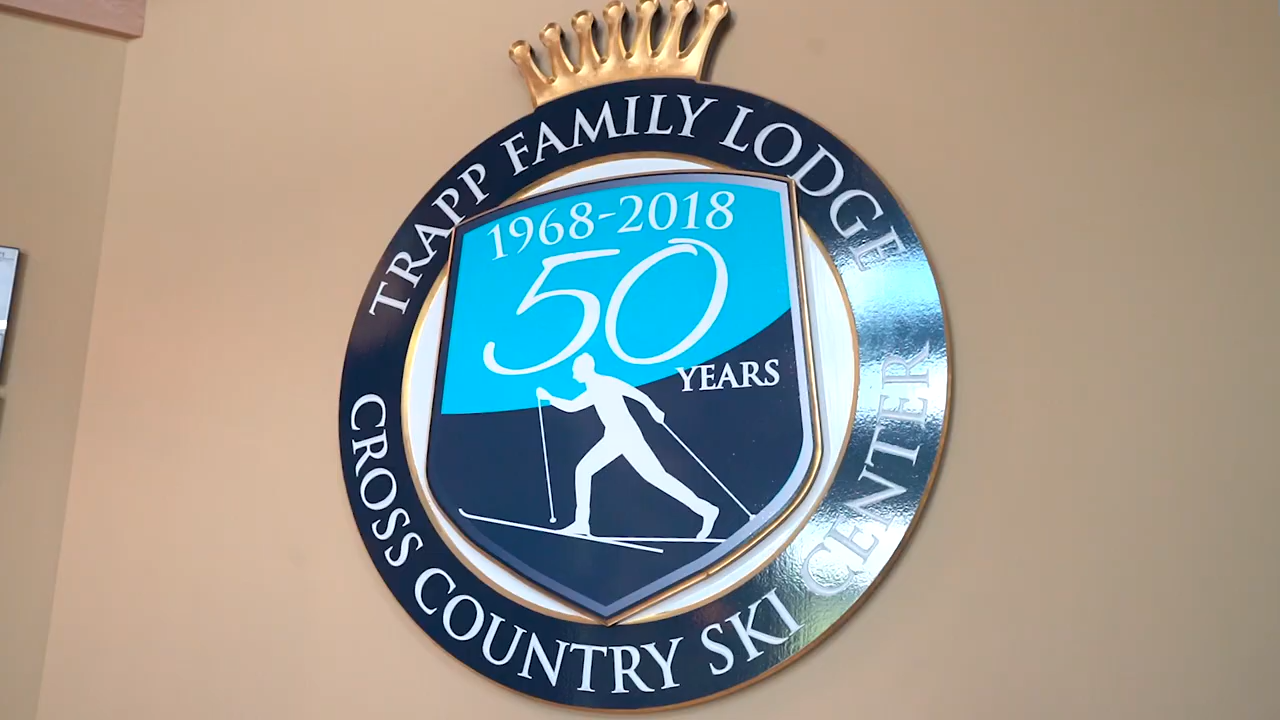 TRAPP FAMILY LODGE
1968-2018
50
YEARS
CROSS COUNTRY SKI CENTER